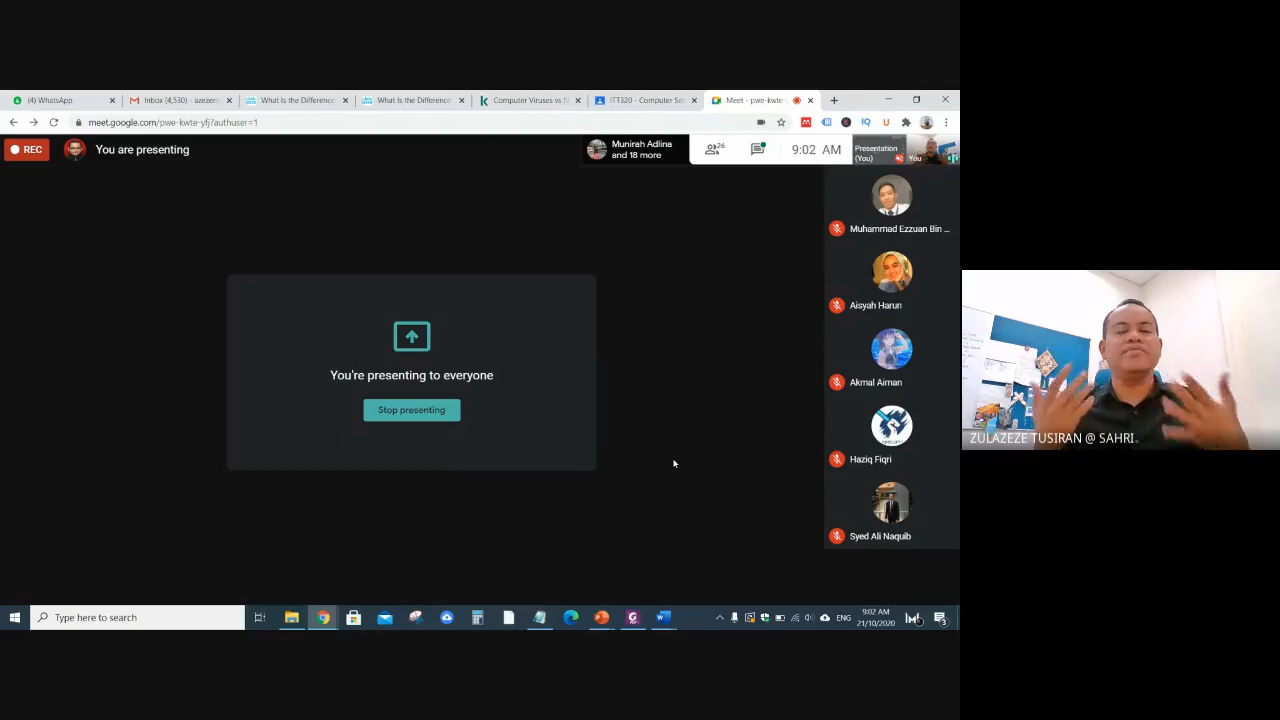 (4) WhatsApp
Inbox (4,530) - azezem
What Is the Difference:
What Is the Difference:
Computer Viruses vs N
ITT320 - Computer Se
Meet - pwe-kwte-
meet.google.com/pwe-kwte-yfj?authuser=1
REC
You are presenting
Munirah Adlina
and 18 more
26
9:02 AM
Presentation
(You)
You
Muhammad Ezzuan Bin ...
Aisyah Harun
Akmal Aiman
Haziq Fiqri
Syed Ali Naquib
You're presenting to everyone
Stop presenting
ZULAZEZE TUSIRAN @ SAHRI
Type here to search
ENG
9:02 AM
21/10/2020
3